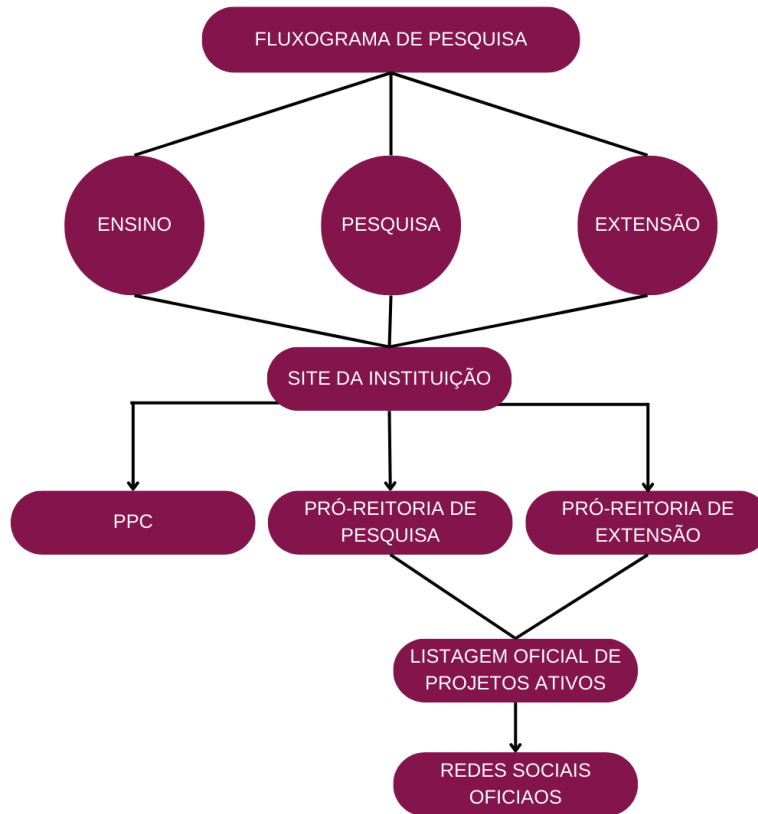 FLUXOGRAMA DE PESQUISA
ENSINO
PESQUISA
EXTENSÃO
SITE DA INSTITUIÇÃO
PPC
PRÓ-REITORIA DE
PESQUISA
PRÓ-REITORIA DE
EXTENSÃO
LISTAGEM OFICIAL DE
PROJETOS ATIVOS
REDES SOCIAIS
OFICIAOS